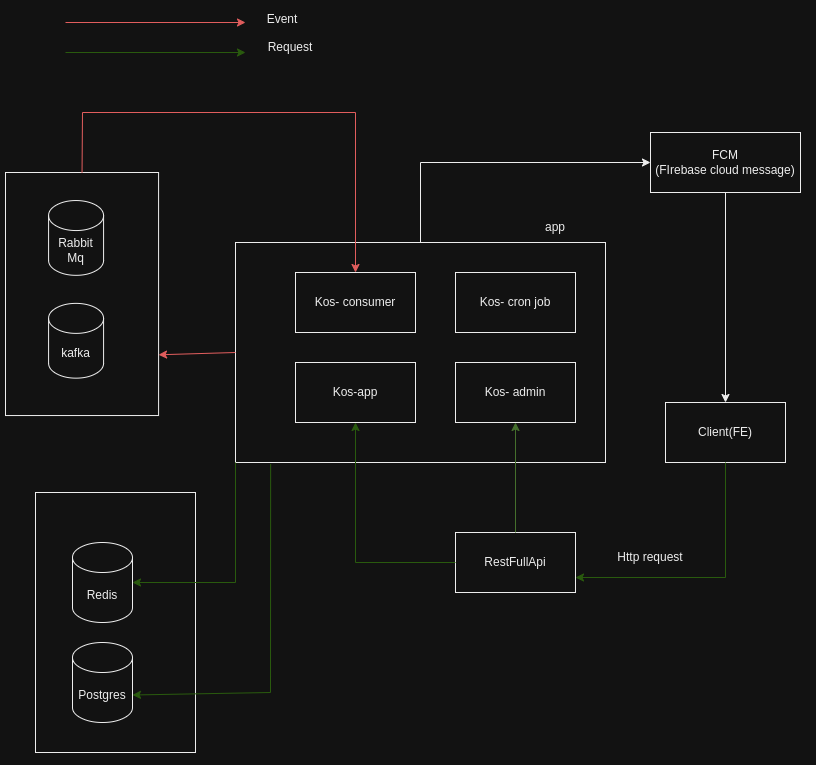 Event
Request
FCM
(FIrebase cloud message)
app
Rabbit
Mq
Kos- consumer
Kos- cron job
kafka
Kos-app
Kos- admin
Client(FE)
RestFullApi
Http request
Redis
Postgres